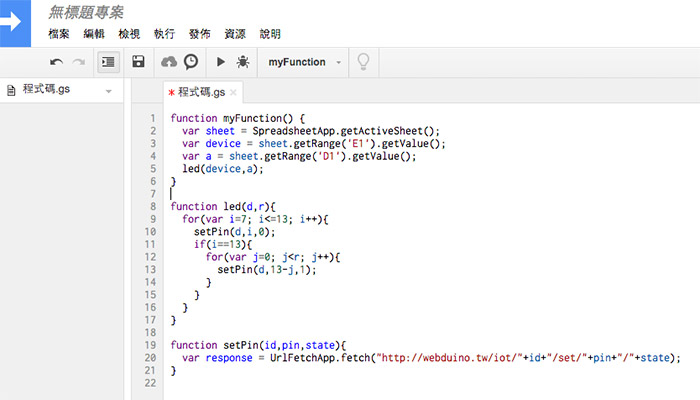 無標題專案
檔案 編輯 檢視 執行 發佈 資源 說明
myFunction
程式碼.gs
* 程式碼.gs ×
1 function myFunction() {
2   var sheet = SpreadsheetApp.getActiveSheet();
3   var device = sheet.getRange('E1').getValue();
4   var a = sheet.getRange('D1').getValue();
5   led(device,a);
6 }
7
8 function led(d,r){
9   for(var i=7; i<=13; i++){
10     setPin(d,i,0);
11     if(i==13){
12       for(var j=0; j<r; j++){
13         setPin(d,13-j,1);
14       }
15     }
16   }
17 }
18
19 function setPin(id,pin,state){
20   var response = UrlFetchApp.fetch("http://webduino.tw/iot/"+id+"/set/"+pin+"/"+state);
21 }
22